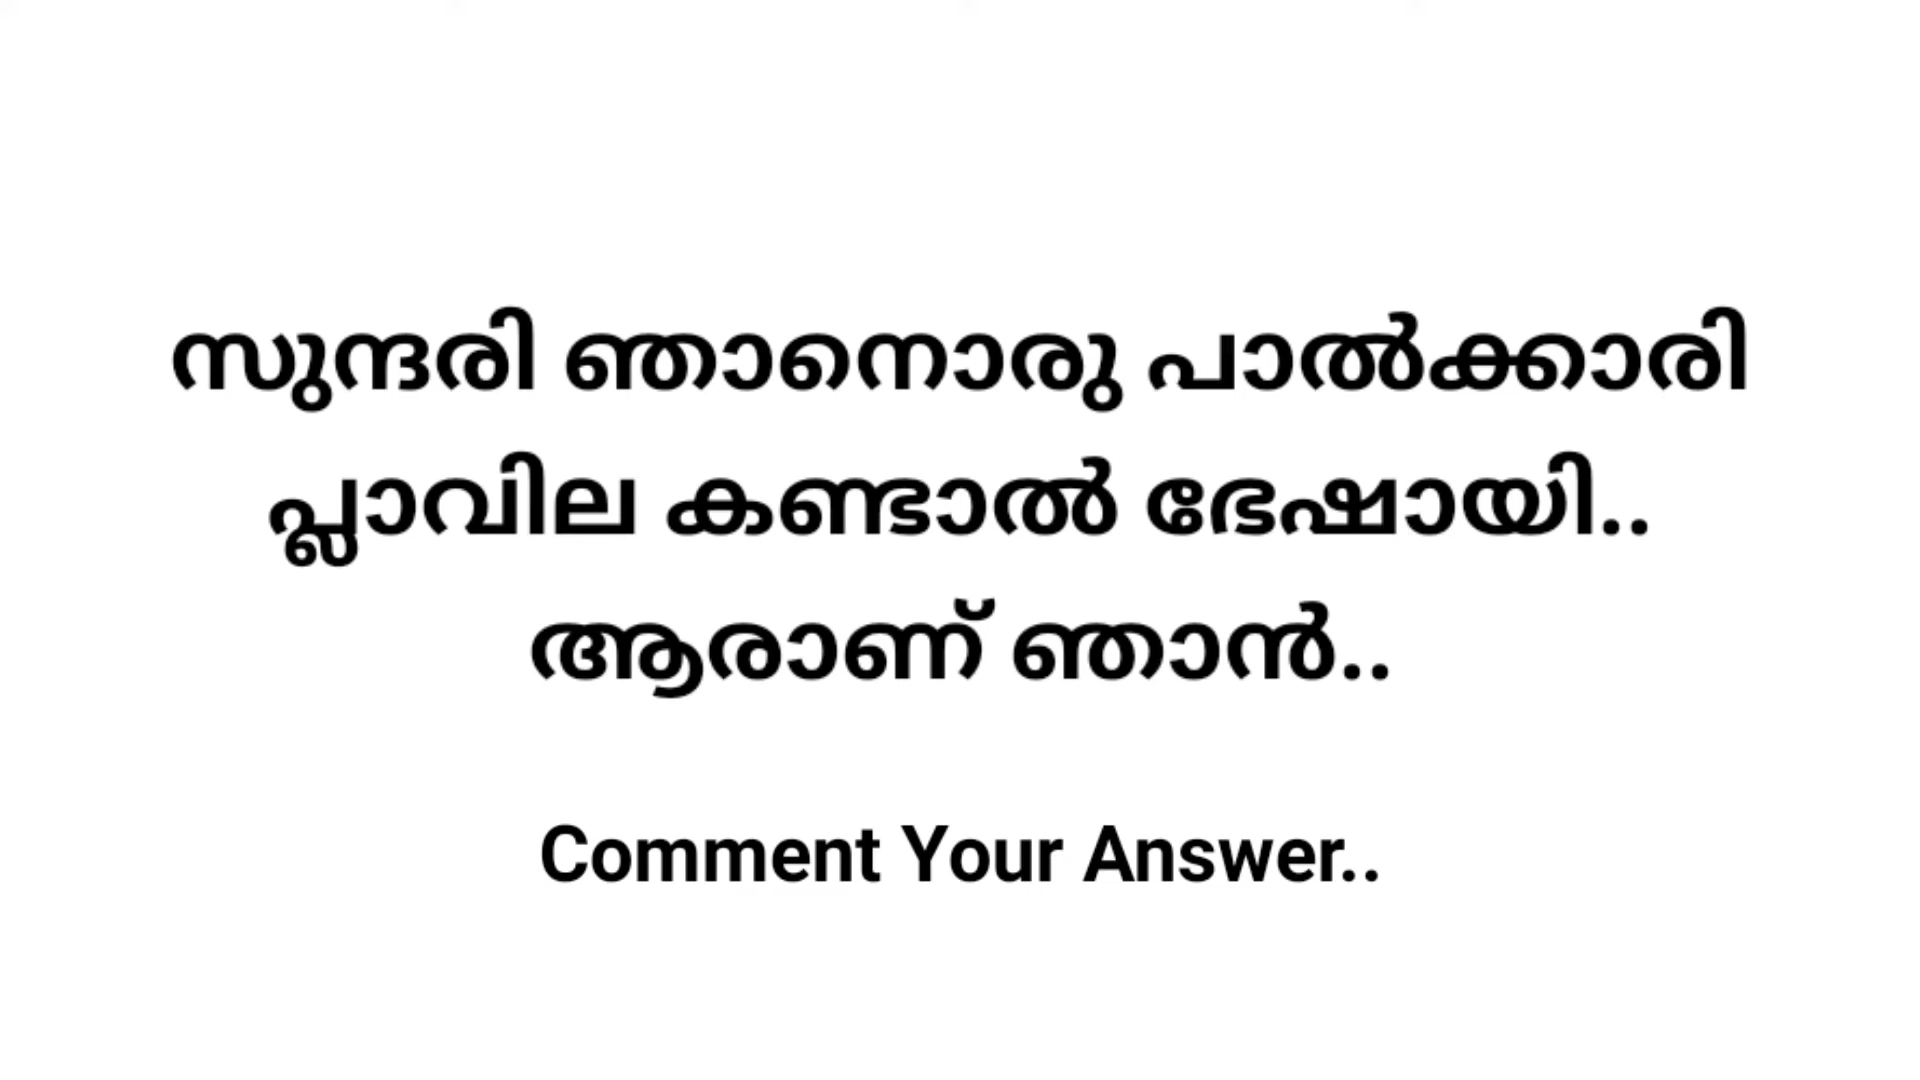 സുന്ദരി ഞാനൊരു പാൽക്കാരി
പ്ലാവില കണ്ടാൽ ഭേഷായി..
ആരാണ് ഞാൻ..
Comment Your Answer..